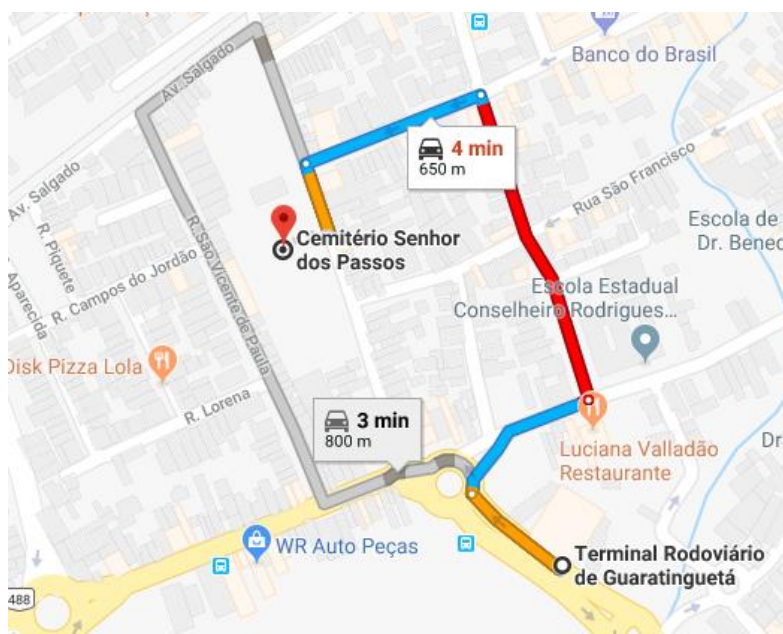 Av. Salgado
Banco do Brasil
4 min
650 m
Rua São Francisco
Av. Salgado
R. Piquete
Escola de
Dr. Bened
Cemitério Senhor
dos Passos
R. Campos do Jordão
R. São Vicente de Paula
Aparecida
Escola Estadual
Conselheiro Rodrigues...
Disk Pizza Lola
R. Lorena
3 min
800 m
Luciana Valladão
Restaurante
Dr
WR Auto Peças
Terminal Rodoviário
de Guaratinguetá
488